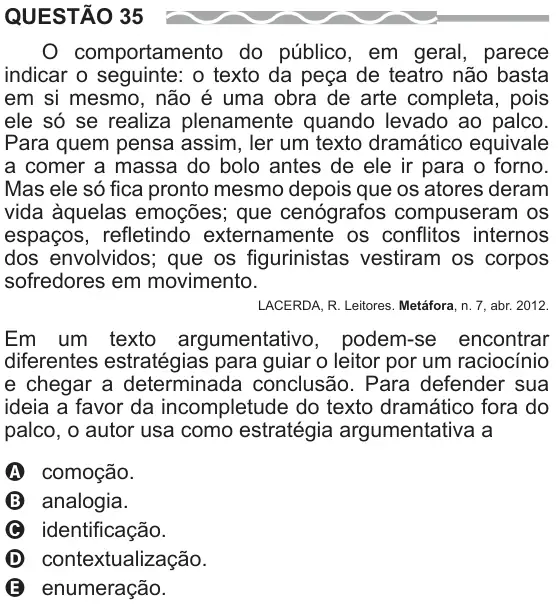 QUESTÃO 35
O comportamento do público, em geral, parece
indicar o seguinte: o texto da peça de teatro não basta
em si mesmo, não é uma obra de arte completa, pois
ele só se realiza plenamente quando levado ao palco.
Para quem pensa assim, ler um texto dramático equivale
a comer a massa do bolo antes de ele ir para o forno.
Mas ele só fica pronto mesmo depois que os atores deram
vida àquelas emoções; que cenógrafos compuseram os
espaços, refletindo externamente os conflitos internos
dos envolvidos; que os figurinistas vestiram os corpos
sofredores em movimento.
LACERDA, R. Leitores. Metáfora, n. 7, abr. 2012.
Em um texto argumentativo, podem-se encontrar
diferentes estratégias para guiar o leitor por um raciocínio
e chegar a determinada conclusão. Para defender sua
ideia a favor da incompletude do texto dramático fora do
palco, o autor usa como estratégia argumentativa a
A comoção.
B analogia.
C identificação.
D contextualização.
E enumeração.